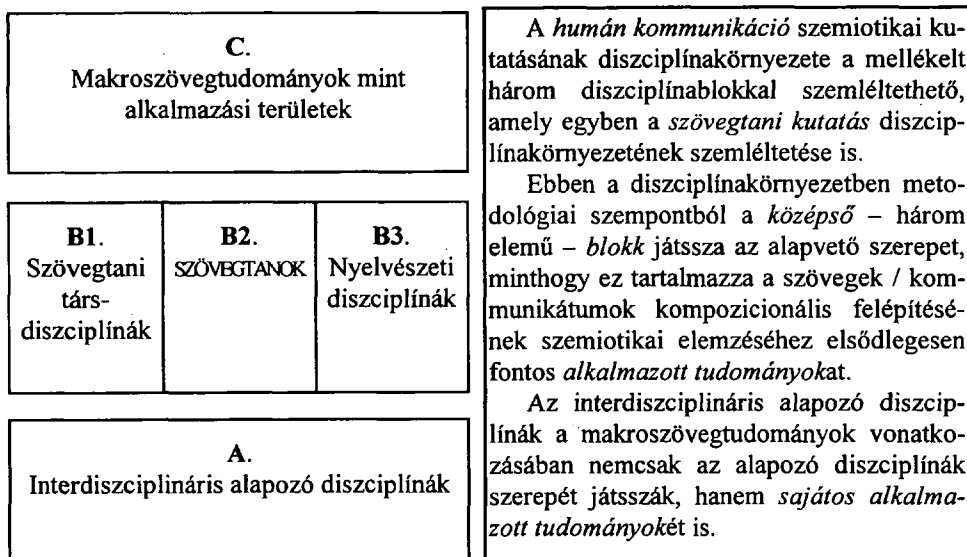 C.
Makroszövegtudományok mint
alkalmazási területek
B1.
Szövegtani
társ-
diszciplínák
B2.
SZÖVEGTANOK
B3.
Nyelvészeti
diszciplínák
A.
Interdiszciplináris alapozó diszciplínák
A humán kommunikáció szemiotikai ku-
tatásának diszciplínakörnyezete a mellékelt
három diszciplínablokkal szemléltethető,
amely egyben a szövegtani kutatás diszcip-
línakörnyezetének szemléltetése is.
Ebben a diszciplínakörnyezetben meto-
dológiai szempontból a középső – három
elemű – blokk játssza az alapvető szerepet,
minthogy ez tartalmazza a szövegek / kom-
munikátumok kompozicionális felépítésé-
nek szemiotikai elemzéséhez elsődlegesen
fontos alkalmazott tudományokat.
Az interdiszciplináris alapozó diszcip-
línák a makroszövegtudományok vonatko-
zásában nemcsak az alapozó diszciplínák
szerepét játsszák, hanem sajátos alkalma-
zott tudományokét is.